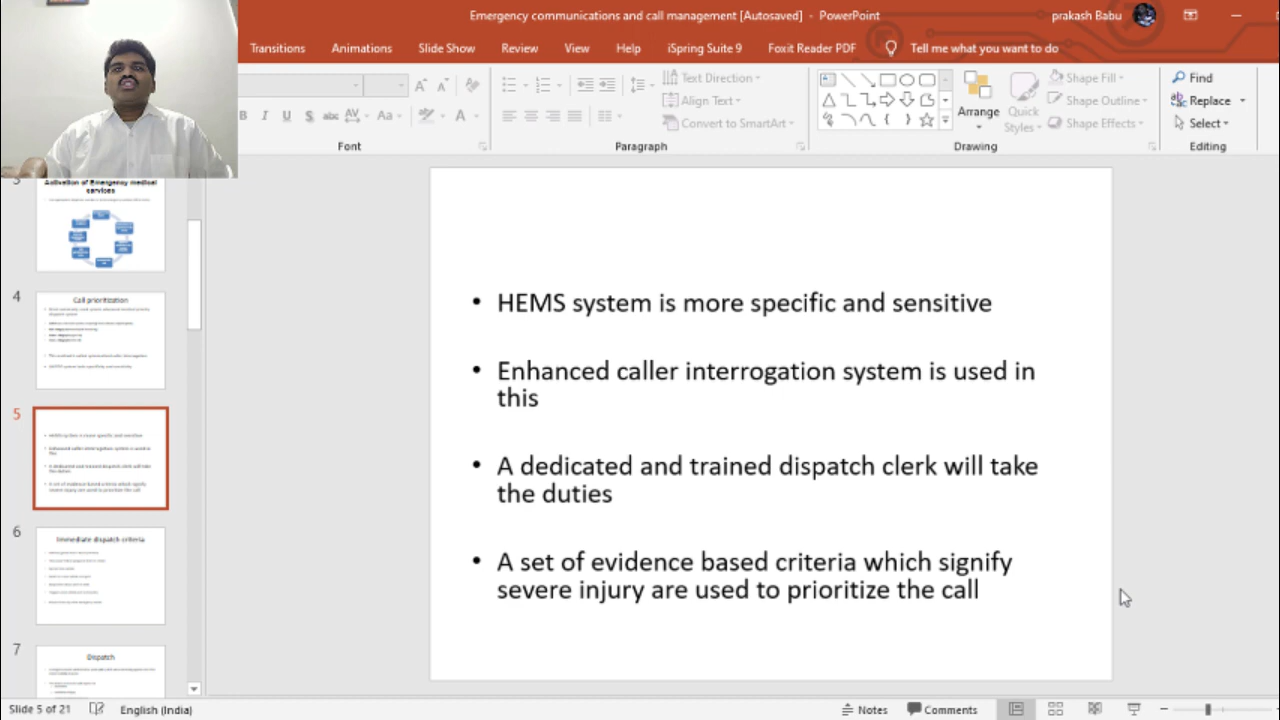 Emergency communications and call management [Autosaved] - PowerPoint
prakash Babu
Transitions
Animations
Slide Show
Review
View
Help
iSpring Suite 9
Foxit Reader PDF
Tell me what you want to do
Text Direction
Align Text
Convert to SmartArt
Arrange
Quick Styles
Shape Fill
Shape Outline
Shape Effects
Find
Replace
Select
Font
Paragraph
Drawing
Editing
Activation of Emergency medical
services
4
Call prioritization
5
6
Immediate dispatch criteria
7
Dispatch
• HEMS system is more specific and sensitive
• Enhanced caller interrogation system is used in
this
• A dedicated and trained dispatch clerk will take
the duties
• A set of evidence based criteria which signify
severe injury are used to prioritize the call
Slide 5 of 21
English (India)
Notes
Comments